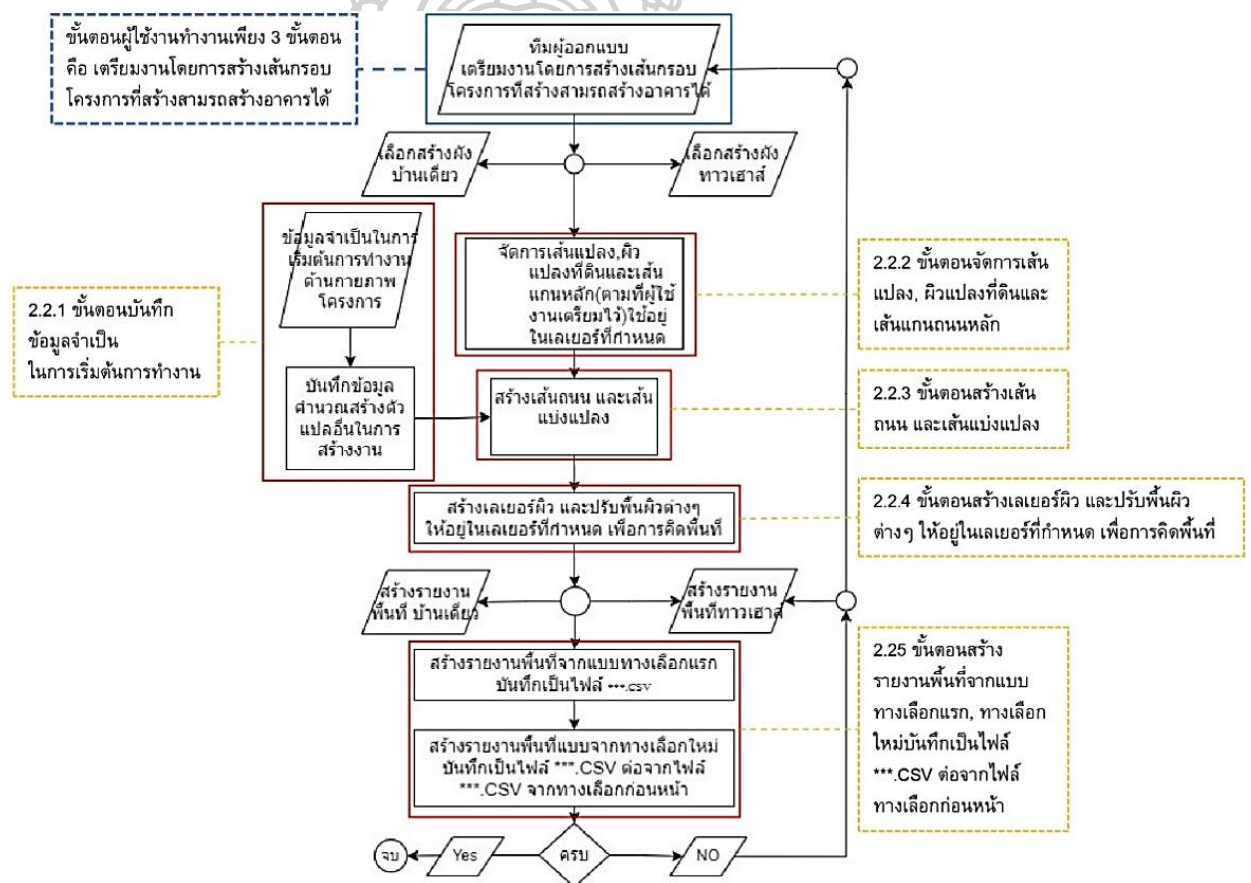 ขั้นตอนผู้ใช้งานทำงานเพียง 3 ขั้นตอน
คือ เตรียมงานโดยการสร้างเส้นกรอบ
โครงการที่สร้างสามรถสร้างอาคารได้
ทีมผู้ออกแบบ
เตรียมงานโดยการสร้างเส้นกรอบ
โครงการที่สร้างสามรถสร้างอาคารได้
เลือกสร้างผัง
บ้านเดี่ยว
เลือกสร้างผัง
ทาวเฮาส์
ข้อมูลจำเป็นในการ
เริ่มต้นการทำงาน
ด้านกายภาพ
โครงการ
จัดการเส้นแปลง,ผิว
แปลงที่ดินและเส้น
แกนหลัก(ตามที่ผู้ใช้
งานเตรียมไว้)ใช้อยู่
ในเลเยอร์ที่กำหนด
2.2.2 ขั้นตอนจัดการเส้น
แปลง, ผิวแปลงที่ดินและ
เส้นแกนถนนหลัก
2.2.1 ขั้นตอนบันทึก
ข้อมูลจำเป็น
ในการเริ่มต้นการทำงาน
บันทึกข้อมูล
คำนวณสร้างตัว
แปลอื่นในการ
สร้างงาน
สร้างเส้นถนน และเส้น
แบ่งแปลง
2.2.3 ขั้นตอนสร้างเส้น
ถนน และเส้นแบ่งแปลง
สร้างเลเยอร์ผิว และปรับพื้นผิวต่างๆ
ให้อยู่ในเลเยอร์ที่กำหนด เพื่อการคิดพื้นที่
2.2.4 ขั้นตอนสร้างเลเยอร์ผิว และปรับพื้นผิว
ต่างๆ ให้อยู่ในเลเยอร์ที่กำหนด เพื่อการคิดพื้นที่
สร้างรายงาน
พื้นที่ บ้านเดี่ยว
สร้างรายงาน
พื้นที่ทาวเฮาส์
สร้างรายงานพื้นที่จากแบบทางเลือกแรก
บันทึกเป็นไฟล์ ***.csv
สร้างรายงานพื้นที่แบบจากทางเลือกใหม่
บันทึกเป็นไฟล์ ***.CSV ต่อจากไฟล์
***.CSV จากทางเลือกก่อนหน้า
2.25 ขั้นตอนสร้าง
รายงานพื้นที่จากแบบ
ทางเลือกแรก, ทางเลือก
ใหม่บันทึกเป็นไฟล์
***.CSV ต่อจากไฟล์
ทางเลือกก่อนหน้า
จบ
Yes
ครบ
NO